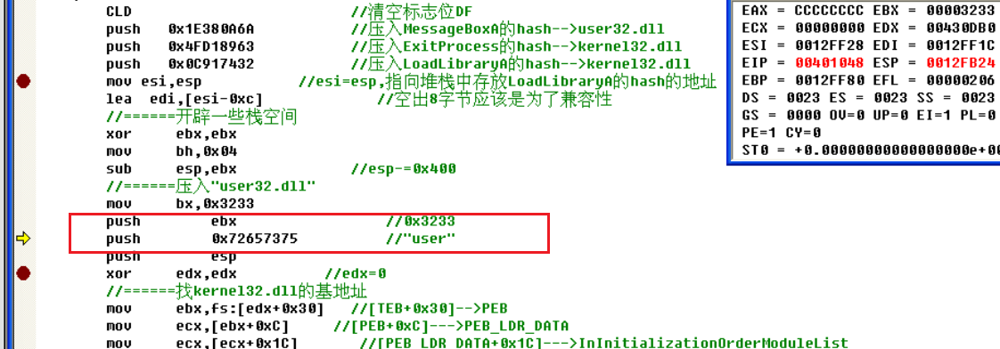 CLD //清空标志位DF
push 0x1E380A6A //压入MessageBoxA的hash-->user32.dll
push 0x4FD18963 //压入ExitProcess的hash-->kernel32.dll
push 0x0C917432 //压入LoadLibraryA的hash-->kernel32.dll
mov esi,esp //esi=esp,指向堆栈中存放LoadLibraryA的hash的地址
lea edi,[esi-0xc] //空出8字节应该是为了兼容性
//======开辟一些栈空间
xor ebx,ebx
mov bh,0x04
sub esp,ebx //esp-=0x400
//======压入"user32.dll"
mov bx,0x3233
push ebx //0x3233
push 0x72657375 //"user"
push esp
xor edx,edx //edx=0
//======找kernel32.dll的基地址
mov ebx,fs:[edx+0x30] //[TEB+0x30]-->PEB
mov ecx,[ebx+0xC] //[PEB+0xC]--->PEB_LDR_DATA
mov ecx,[ecx+0x1C] //[PEB_LDR_DATA+0x1C]--->InInitializationOrderModuleList
EAX = CCCCCCCC EBX = 00003233
ECX = 00000000 EDX = 00430DB0
ESI = 0012FF28 EDI = 0012FF1C
EIP = 00401048 ESP = 0012FB24
EBP = 0012FF80 EFL = 00000206
DS = 0023 ES = 0023 SS = 0023
GS = 0000 OV=0 UP=0 EI=1 PL=0
PE=1 CY=0
ST0 = +0.00000000000000000e+00